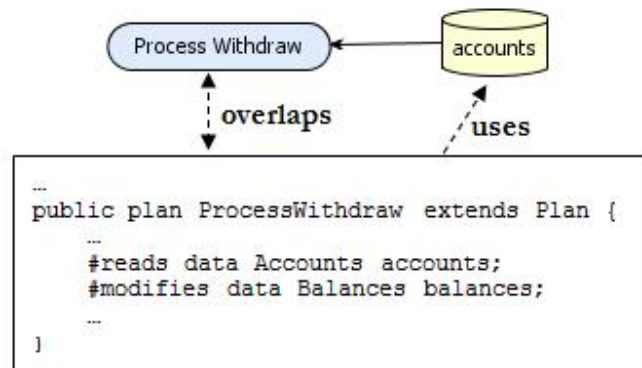 Process Withdraw
accounts
overlaps
uses
…
public plan ProcessWithdraw extends Plan {
…
#reads data Accounts accounts;
#modifies data Balances balances;
…
}